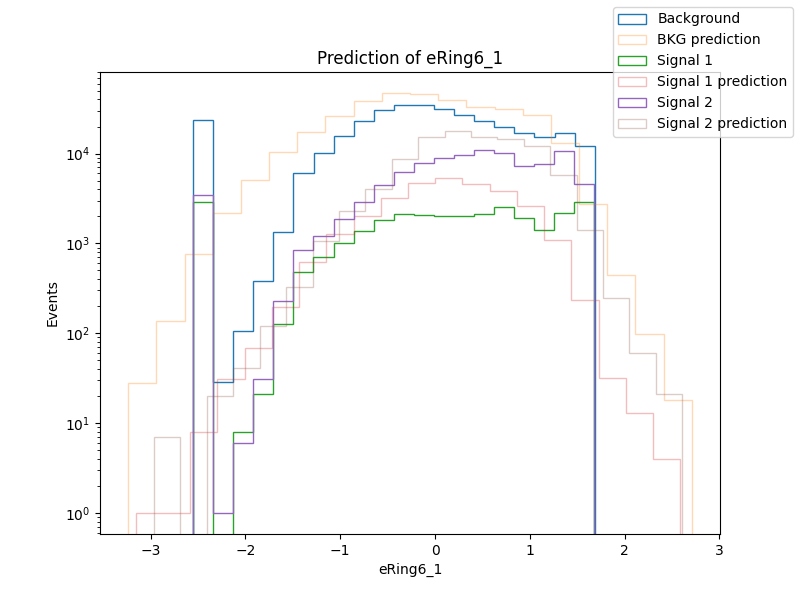 Prediction of eRing6_1
Background
BKG prediction
Signal 1
Signal 1 prediction
Signal 2
Signal 2 prediction
Events
10^4
10^3
10^2
10^1
10^0
−3 −2 −1 0 1 2 3
eRing6_1